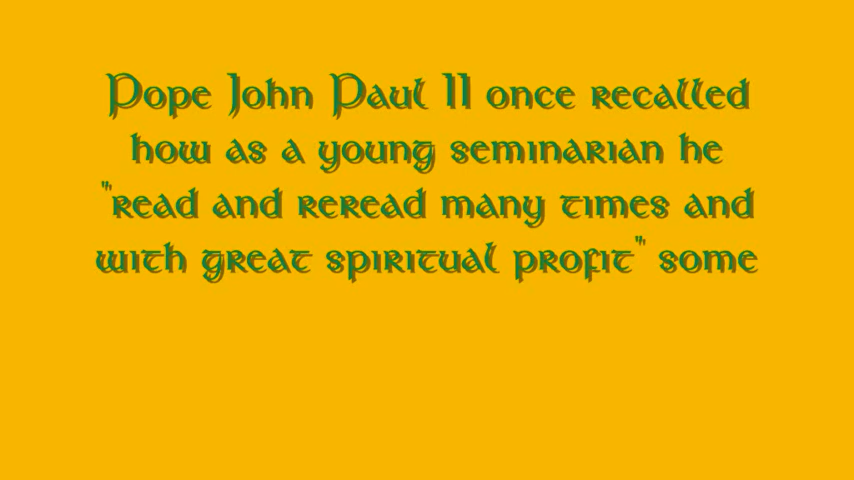 Pope John Paul II once recalled
how as a young seminarian he
"read and reread many times and
with great spiritual profit" some